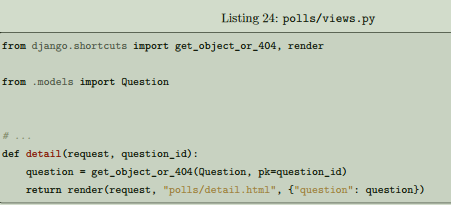 Listing 24: polls/views.py
from django.shortcuts import get_object_or_404, render
from .models import Question
# ...
def detail(request, question_id):
    question = get_object_or_404(Question, pk=question_id)
    return render(request, "polls/detail.html", {"question": question})